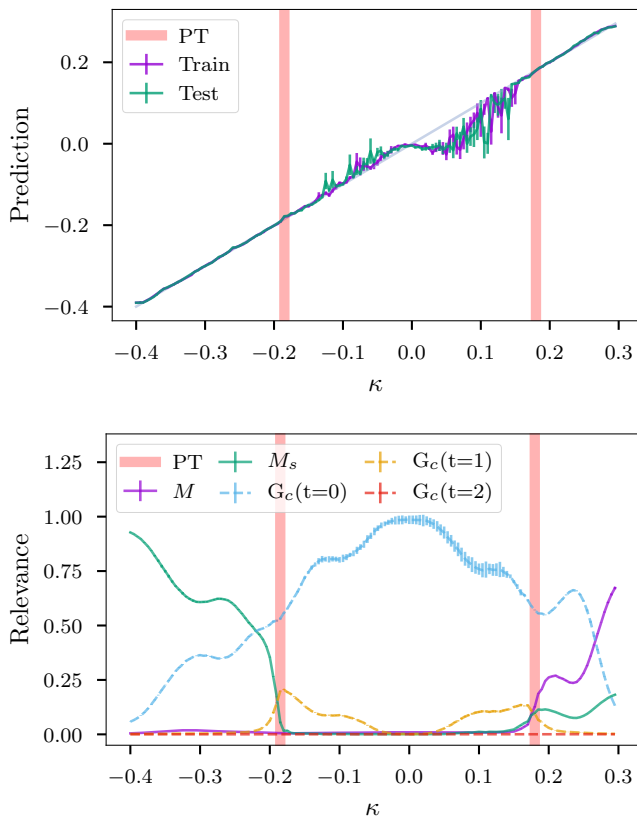 Prediction
0.2
0.0
−0.2
−0.4
PT
Train
Test
−0.4 −0.3 −0.2 −0.1 0.0 0.1 0.2 0.3
κ
Relevance
1.25
1.00
0.75
0.50
0.25
0.00
PT M_s G_c(t=1)
M G_c(t=0) G_c(t=2)
−0.4 −0.3 −0.2 −0.1 0.0 0.1 0.2 0.3
κ